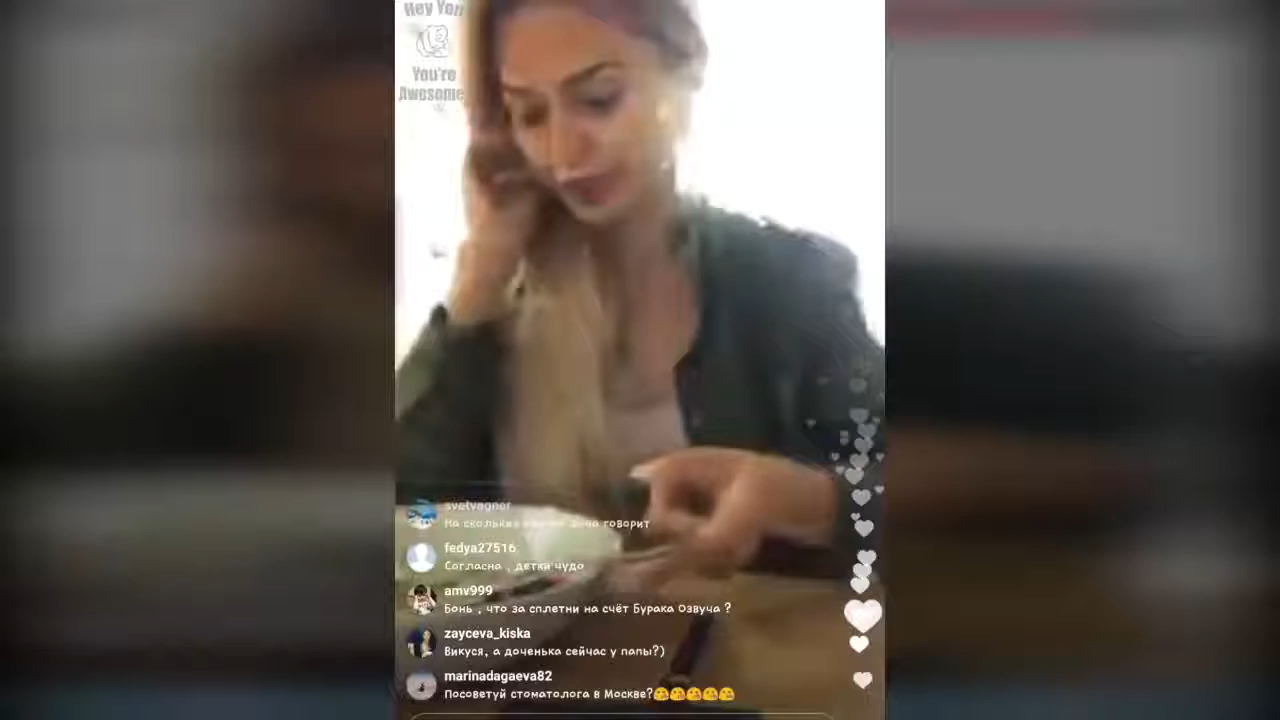 Hey You
You're
Awesome
svetvagner
На сколько говорит
fedya27516
Согласна , детки чудо
amv999
Бонь , что за сплетни на счёт Бурака Озвуча ?
zayceva_kiska
Викуся, а доченька сейчас у папы?)
marinadagaeva82
Посоветуй стоматолога в Москве?🤔🤔🤔🤔🤔